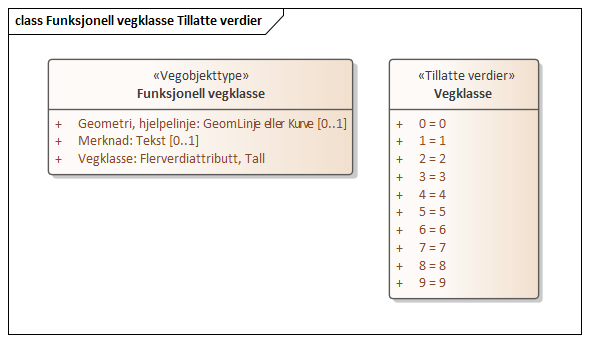 class Funksjonell vegklasse Tillatte verdier
«Vegobjekttype»
Funksjonell vegklasse
+ Geometri, hjelpelinje: GeomLinje eller Kurve [0..1]
+ Merknad: Tekst [0..1]
+ Vegklasse: Flerverdiattributt, Tall
«Tillatte verdier»
Vegklasse
+ 0 = 0
+ 1 = 1
+ 2 = 2
+ 3 = 3
+ 4 = 4
+ 5 = 5
+ 6 = 6
+ 7 = 7
+ 8 = 8
+ 9 = 9